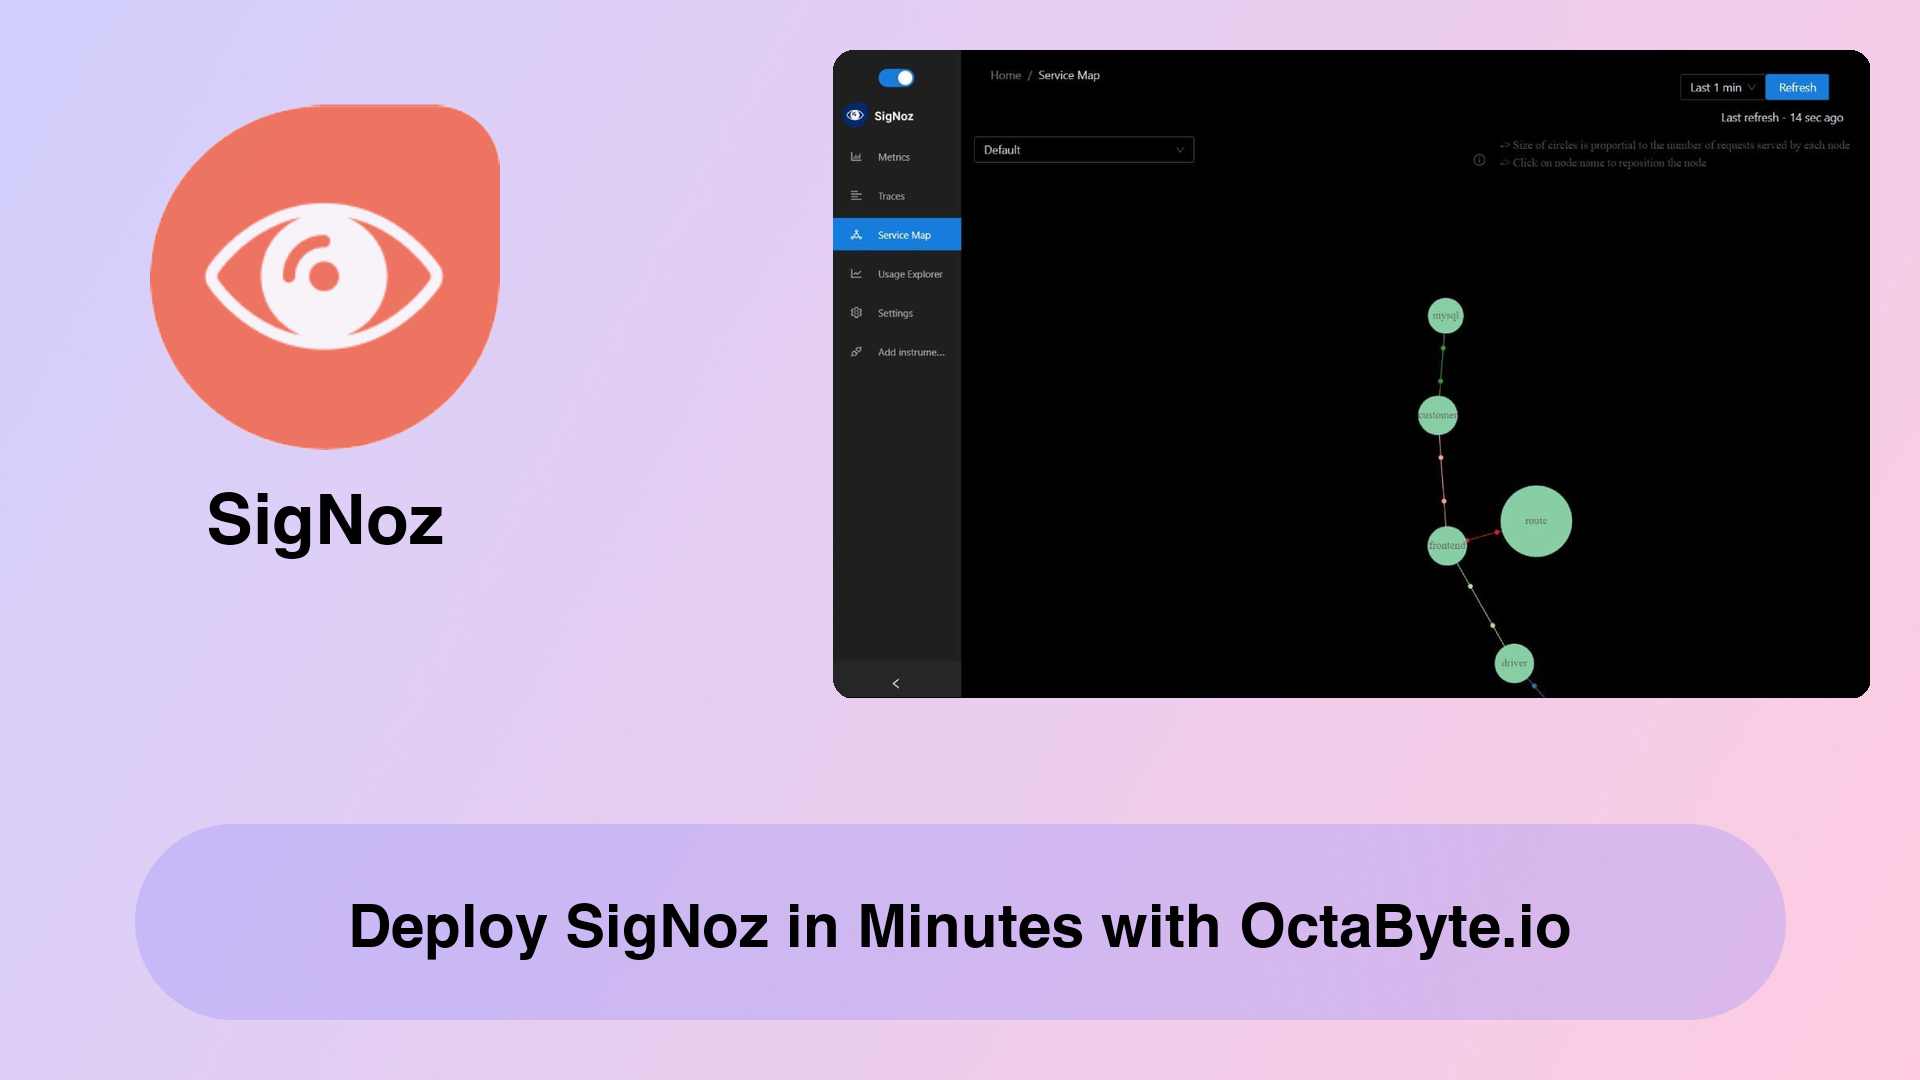 SigNoz
Home / Service Map
Last 1 min
Refresh
Last refresh - 14 sec ago
SigNoz
Default
-> Size of circles is proportial to the number of requests served by each node
-> Click on node name to reposition the node
Metrics
Traces
Service Map
Usage Explorer
Settings
Add instrume...
mysql
customer
route
frontend
driver
Deploy SigNoz in Minutes with OctaByte.io